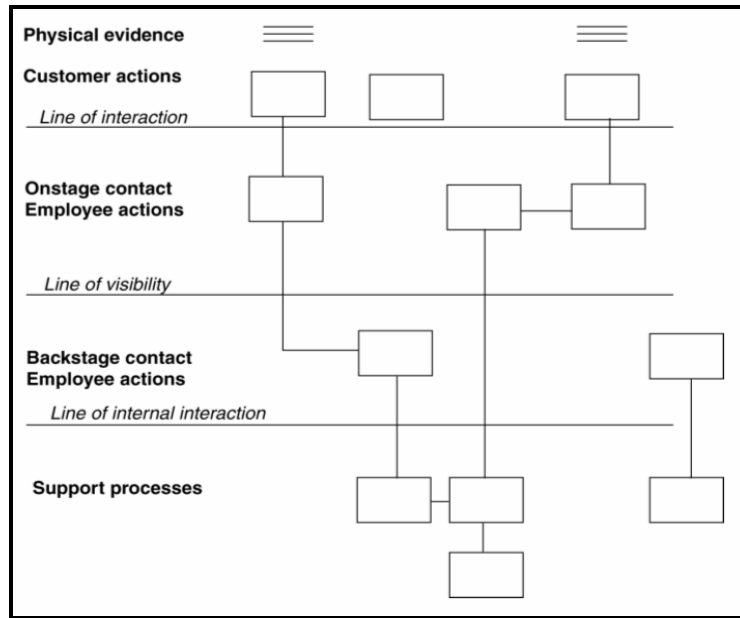 Physical evidence
Customer actions
Line of interaction
Onstage contact
Employee actions
Line of visibility
Backstage contact
Employee actions
Line of internal interaction
Support processes